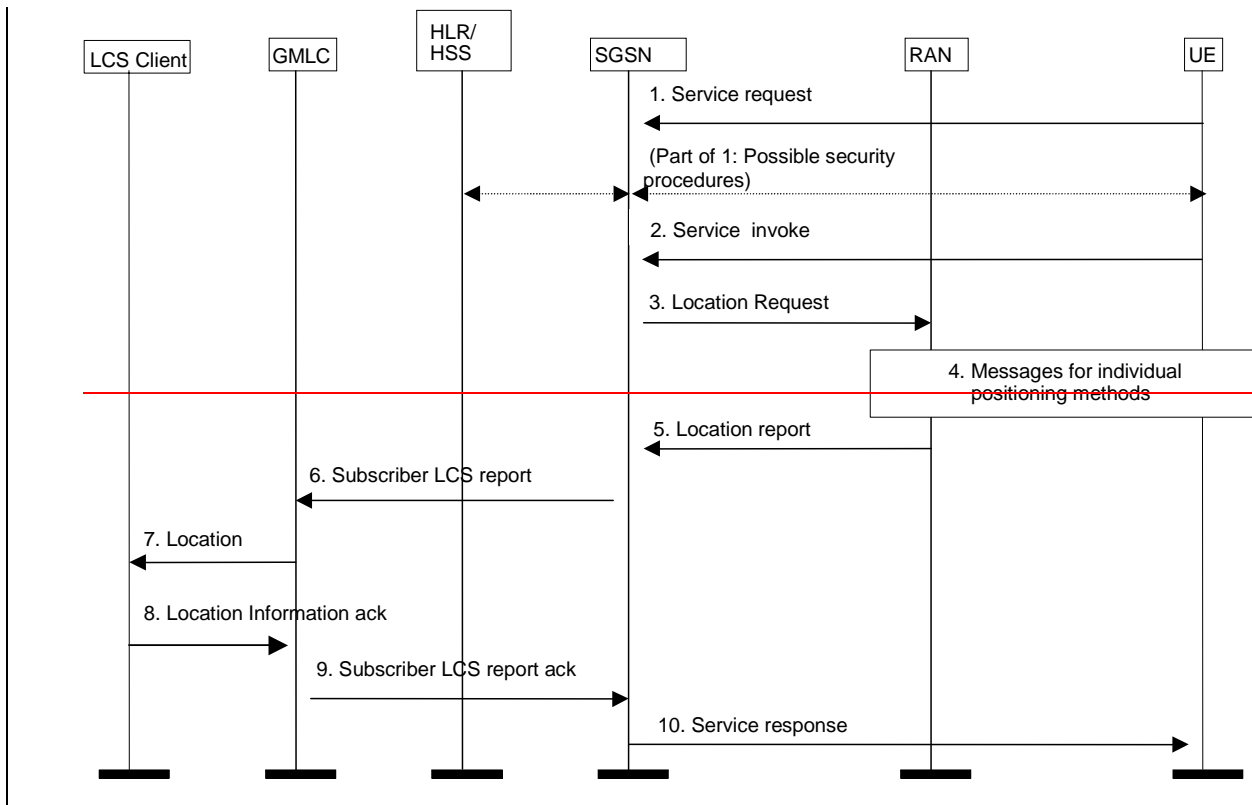 HLR/
HSS
LCS Client
GMLC
SGSN
RAN
UE
1. Service request
(Part of 1: Possible security
procedures)
2. Service invoke
3. Location Request
4. Messages for individual
positioning methods
5. Location report
6. Subscriber LCS report
7. Location
8. Location Information ack
9. Subscriber LCS report ack
10. Service response